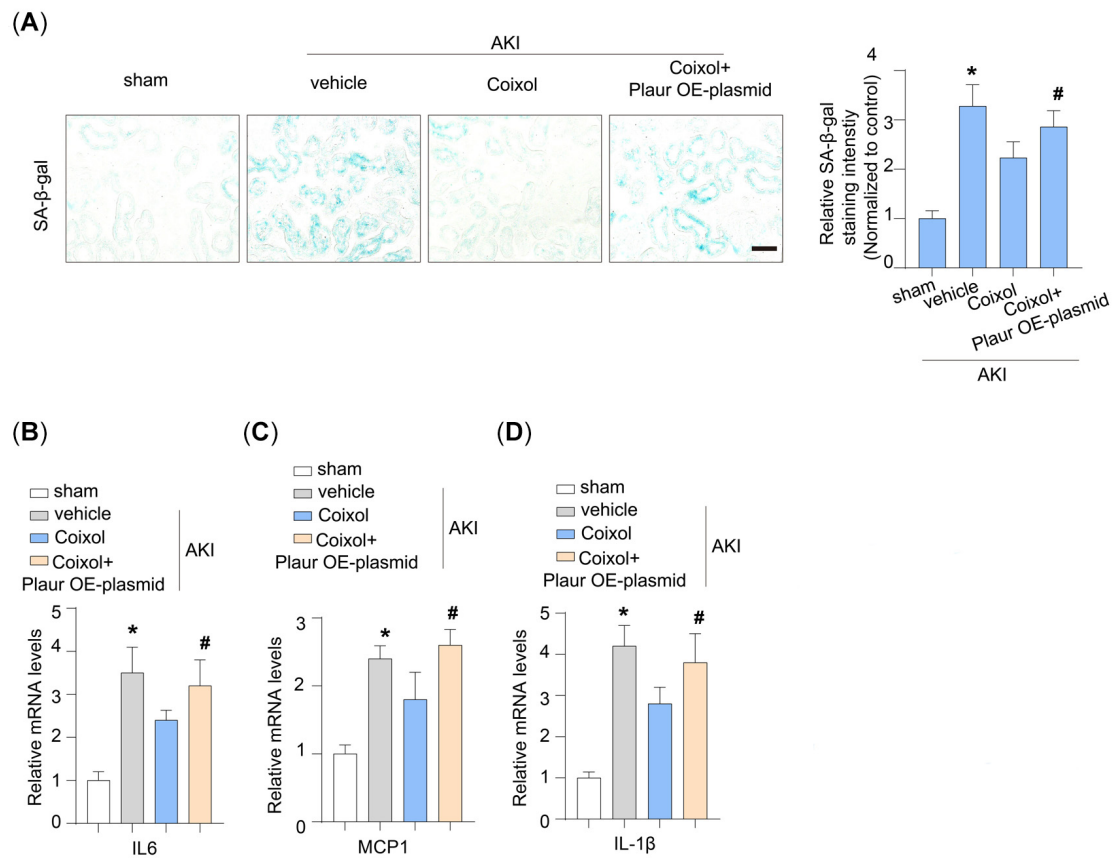 (A)
AKI
sham
vehicle
Coixol
Coixol+
Plaur OE-plasmid
SA-β-gal
Relative SA-β-gal
staining intenstiy
(Normalized to control)
4
3
2
1
0
*
#
sham
vehicle
Coixol
Coixol+
Plaur OE-plasmid
AKI
(B)
sham
vehicle
Coixol
Coixol+
Plaur OE-plasmid
AKI
Relative mRNA levels
5
4
3
2
1
0
*
#
IL6
(C)
sham
vehicle
Coixol
Coixol+
Plaur OE-plasmid
AKI
Relative mRNA levels
3
2
1
0
*
#
MCP1
(D)
sham
vehicle
Coixol
Coixol+
Plaur OE-plasmid
AKI
Relative mRNA levels
5
4
3
2
1
0
*
#
IL-1β